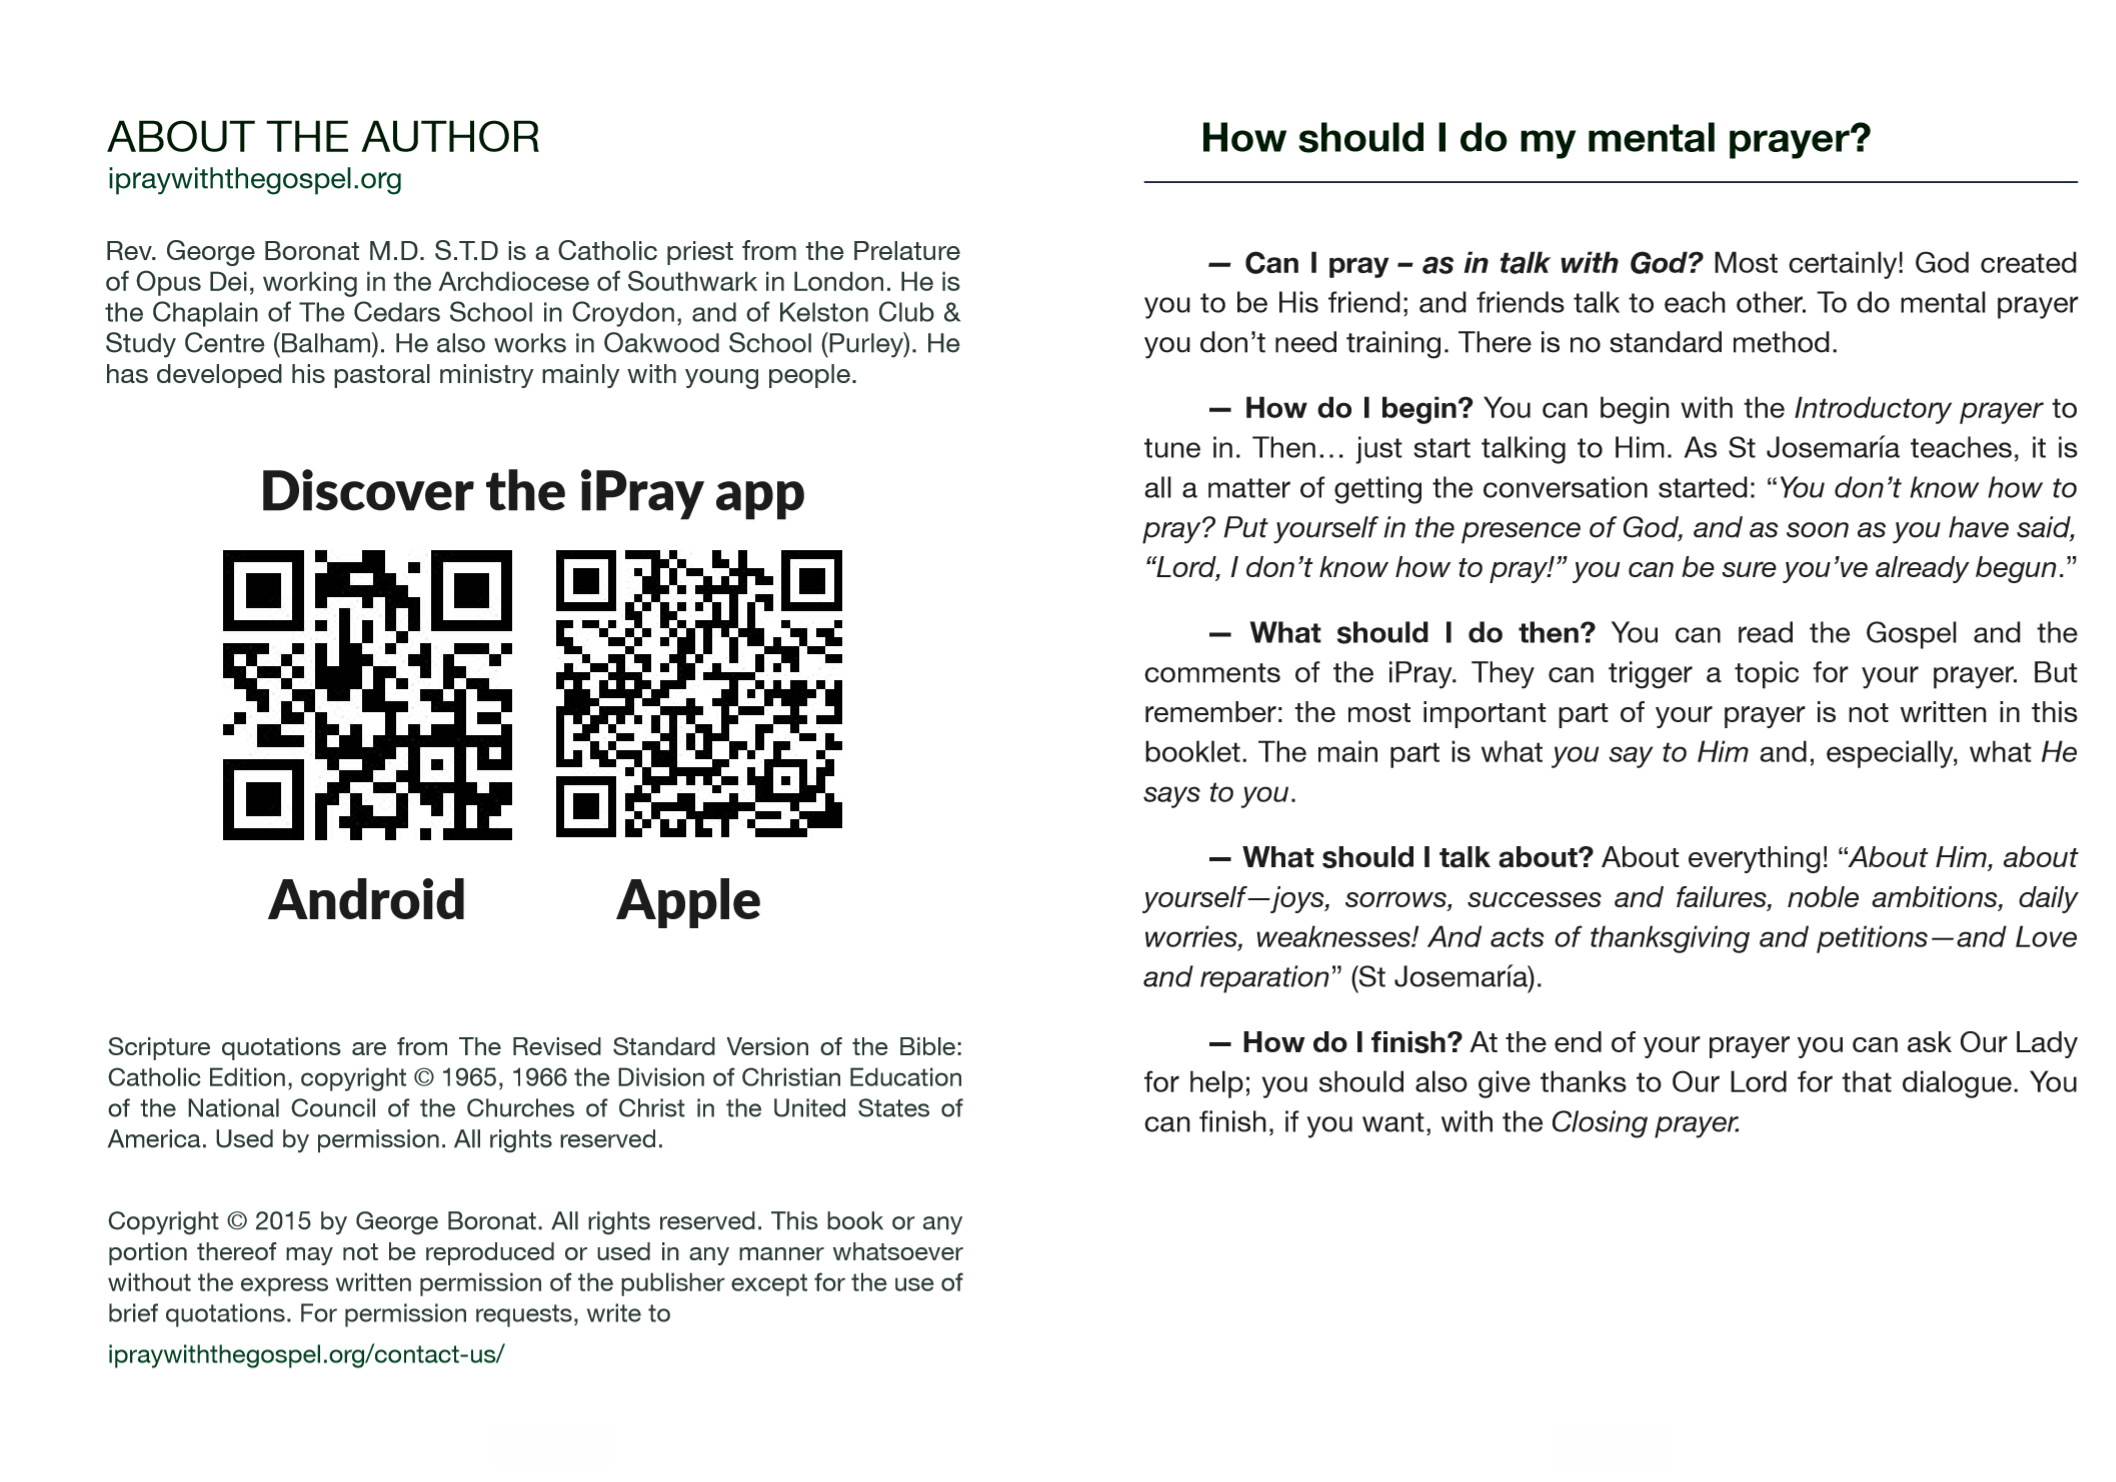 ABOUT THE AUTHOR
ipraywiththegospel.org
Rev. George Boronat M.D. S.T.D is a Catholic priest from the Prelature
of Opus Dei, working in the Archdiocese of Southwark in London. He is
the Chaplain of The Cedars School in Croydon, and of Kelston Club &
Study Centre (Balham). He also works in Oakwood School (Purley). He
has developed his pastoral ministry mainly with young people.
Discover the iPray app
Android Apple
Scripture quotations are from The Revised Standard Version of the Bible:
Catholic Edition, copyright © 1965, 1966 the Division of Christian Education
of the National Council of the Churches of Christ in the United States of
America. Used by permission. All rights reserved.
Copyright © 2015 by George Boronat. All rights reserved. This book or any
portion thereof may not be reproduced or used in any manner whatsoever
without the express written permission of the publisher except for the use of
brief quotations. For permission requests, write to
ipraywiththegospel.org/contact-us/
How should I do my mental prayer?
— Can I pray – as in talk with God? Most certainly! God created
you to be His friend; and friends talk to each other. To do mental prayer
you don’t need training. There is no standard method.
— How do I begin? You can begin with the Introductory prayer to
tune in. Then… just start talking to Him. As St Josemaría teaches, it is
all a matter of getting the conversation started: “You don’t know how to
pray? Put yourself in the presence of God, and as soon as you have said,
“Lord, I don’t know how to pray!” you can be sure you’ve already begun.”
— What should I do then? You can read the Gospel and the
comments of the iPray. They can trigger a topic for your prayer. But
remember: the most important part of your prayer is not written in this
booklet. The main part is what you say to Him and, especially, what He
says to you.
— What should I talk about? About everything! “About Him, about
yourself—joys, sorrows, successes and failures, noble ambitions, daily
worries, weaknesses! And acts of thanksgiving and petitions—and Love
and reparation” (St Josemaría).
— How do I finish? At the end of your prayer you can ask Our Lady
for help; you should also give thanks to Our Lord for that dialogue. You
can finish, if you want, with the Closing prayer.